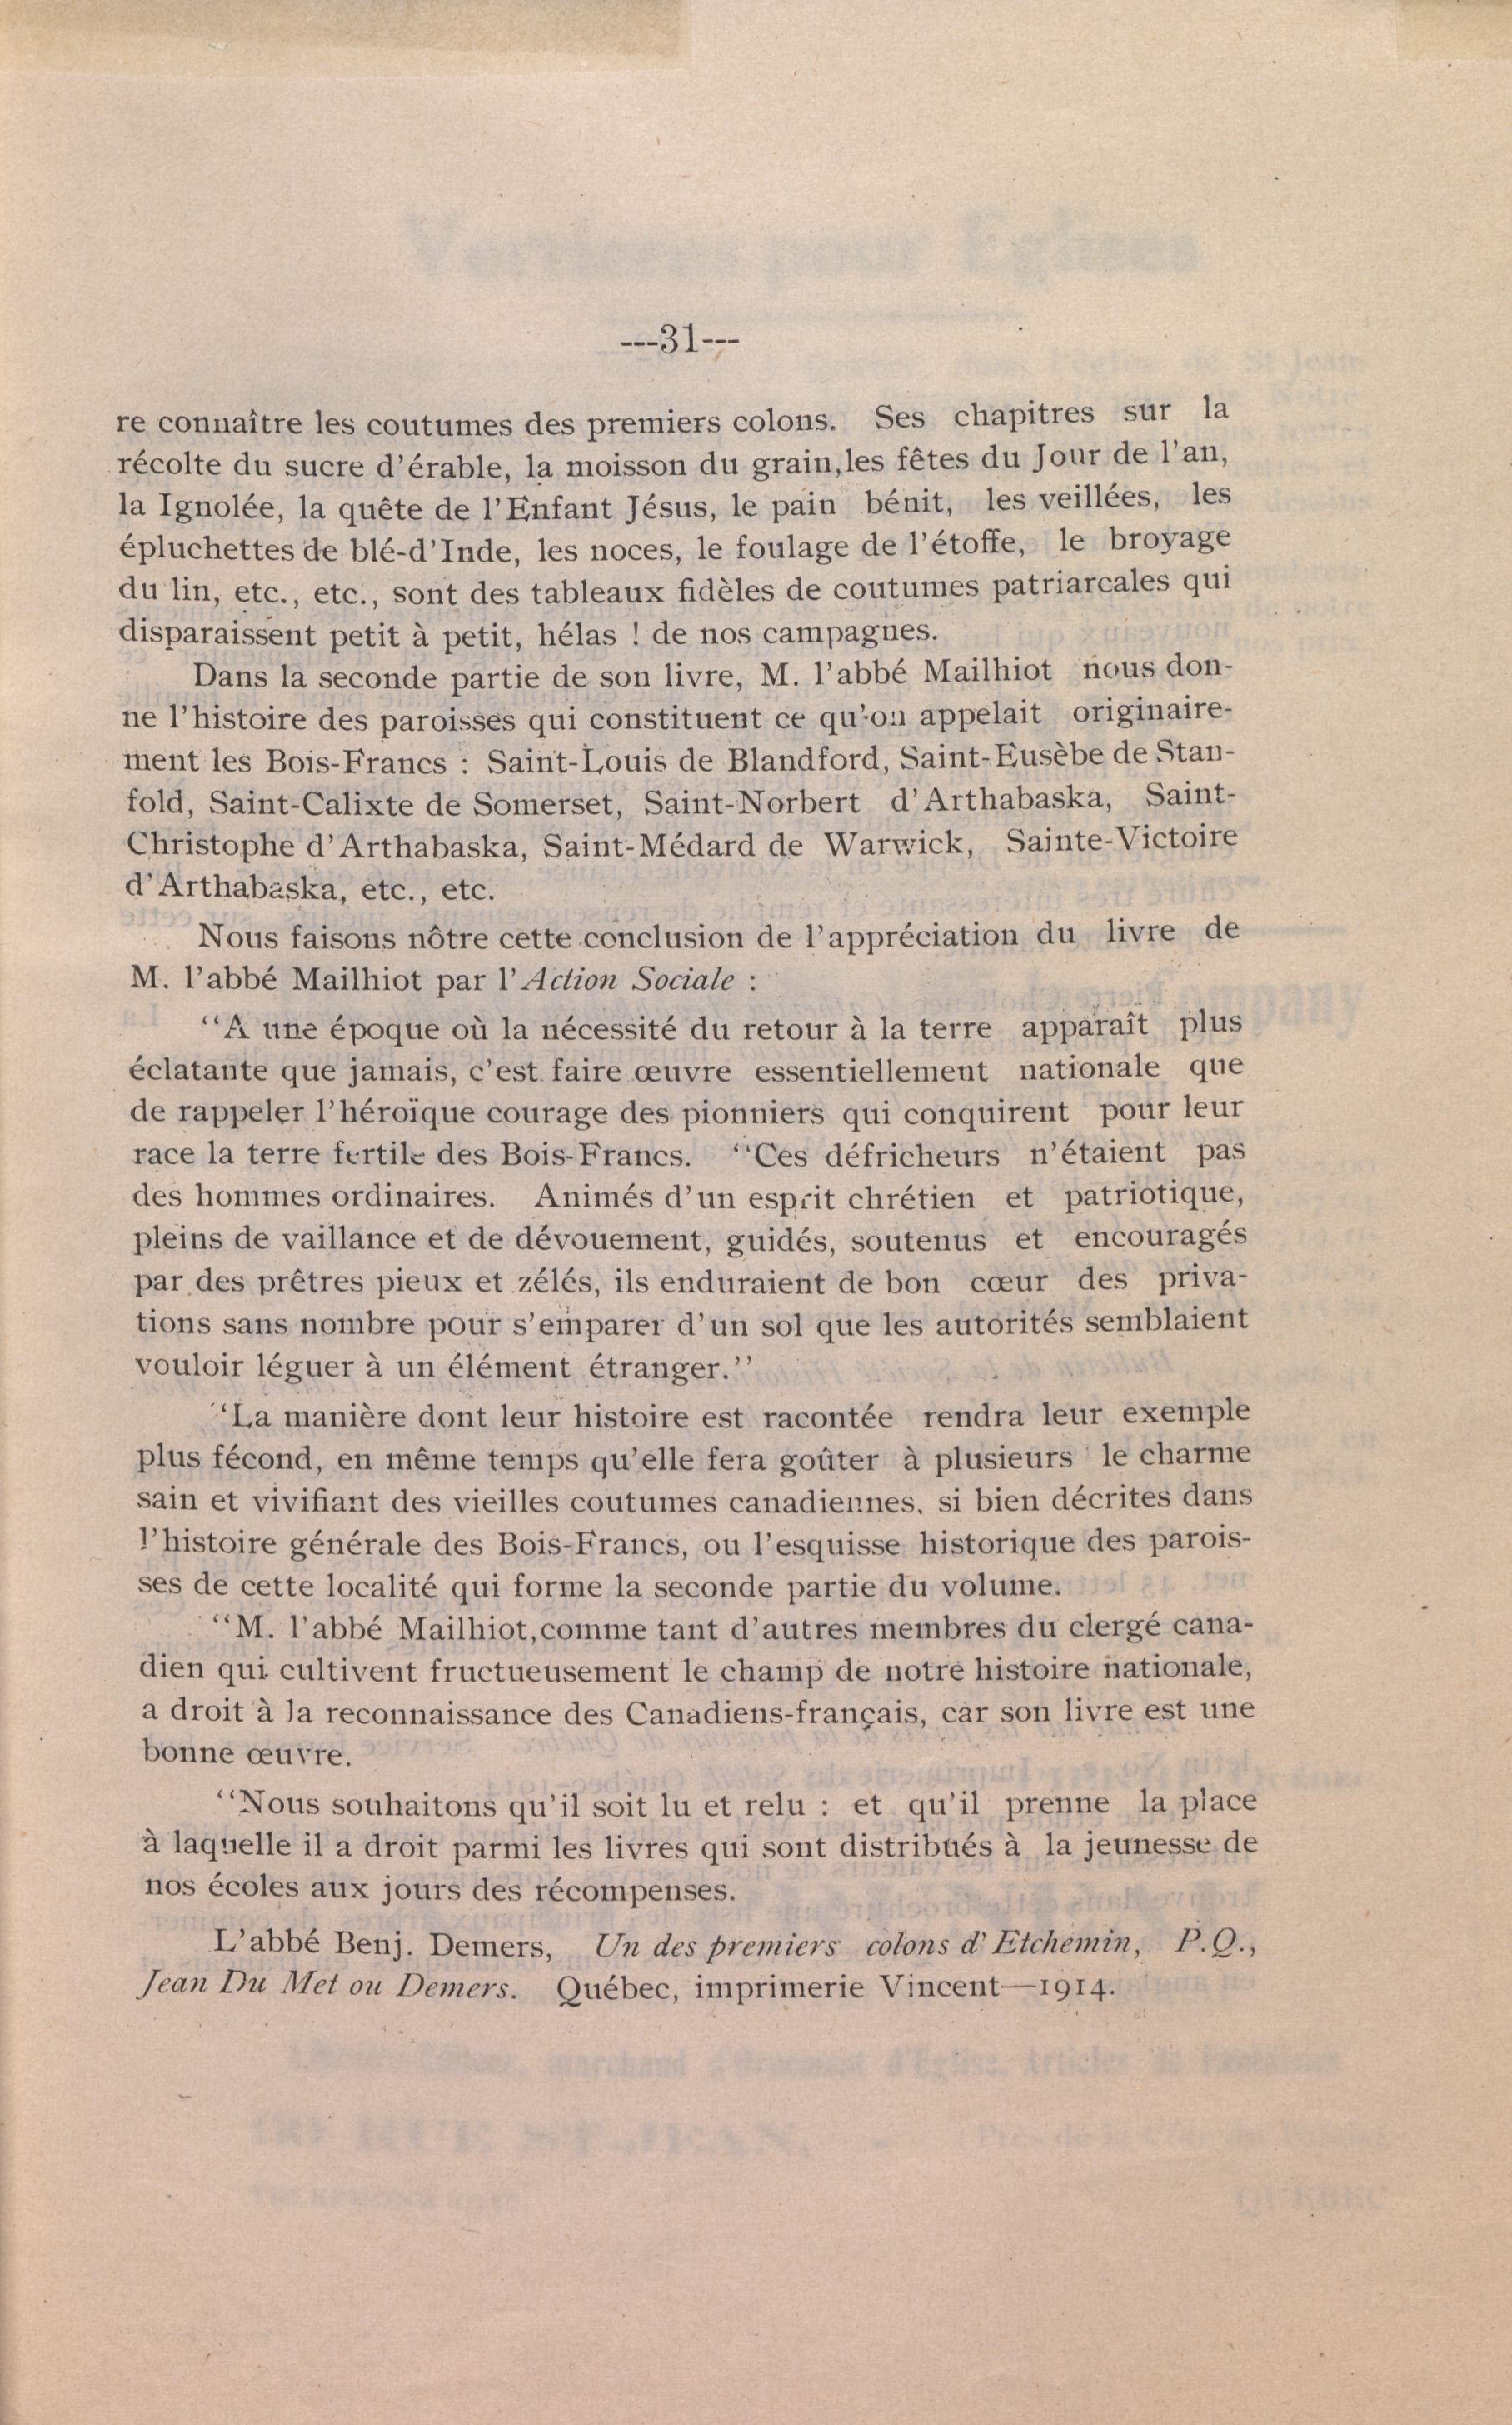 ---31---
re connaître les coutumes des premiers colons. Ses chapitres sur la
récolte du sucre d'érable, la moisson du grain, les fêtes du Jour de l'an,
la Ignolée, la quête de l'Enfant Jésus, le pain bénit, les veillées, les
épluchettes de blé-d'Inde, les noces, le foulage de l'étoffe, le broyage
du lin, etc., etc., sont des tableaux fidèles de coutumes patriarcales qui
disparaissent petit à petit, hélas ! de nos campagnes.
Dans la seconde partie de son livre, M. l'abbé Mailhiot nous don-
ne l'histoire des paroisses qui constituent ce qu'on appelait originaire-
ment les Bois-Francs : Saint-Louis de Blandford, Saint-Eusèbe de Stan-
fold, Saint-Calixte de Somerset, Saint-Norbert d'Arthabaska, Saint-
Christophe d'Arthabaska, Saint-Médard de Warwick, Sainte-Victoire
d'Arthabaska, etc., etc.
Nous faisons nôtre cette conclusion de l'appréciation du livre de
M. l'abbé Mailhiot par l'Action Sociale :
"A une époque où la nécessité du retour à la terre apparaît plus
éclatante que jamais, c'est faire œuvre essentiellement nationale que
de rappeler l'héroïque courage des pionniers qui conquirent pour leur
race la terre fertile des Bois-Francs. "Ces défricheurs n'étaient pas
des hommes ordinaires. Animés d'un esprit chrétien et patriotique,
pleins de vaillance et de dévouement, guidés, soutenus et encouragés
par des prêtres pieux et zélés, ils enduraient de bon cœur des priva-
tions sans nombre pour s'emparer d'un sol que les autorités semblaient
vouloir léguer à un élément étranger."
"La manière dont leur histoire est racontée rendra leur exemple
plus fécond, en même temps qu'elle fera goûter à plusieurs le charme
sain et vivifiant des vieilles coutumes canadiennes, si bien décrites dans
l'histoire générale des Bois-Francs, ou l'esquisse historique des parois-
ses de cette localité qui forme la seconde partie du volume.
"M. l'abbé Mailhiot, comme tant d'autres membres du clergé cana-
dien qui cultivent fructueusement le champ de notre histoire nationale,
a droit à la reconnaissance des Canadiens-français, car son livre est une
bonne œuvre.
"Nous souhaitons qu'il soit lu et relu : et qu'il prenne la place
à laquelle il a droit parmi les livres qui sont distribués à la jeunesse de
nos écoles aux jours des récompenses.
L'abbé Benj. Demers, Un des premiers colons d'Etchemin, P.Q.,
Jean Du Met ou Demers. Québec, imprimerie Vincent—1914.